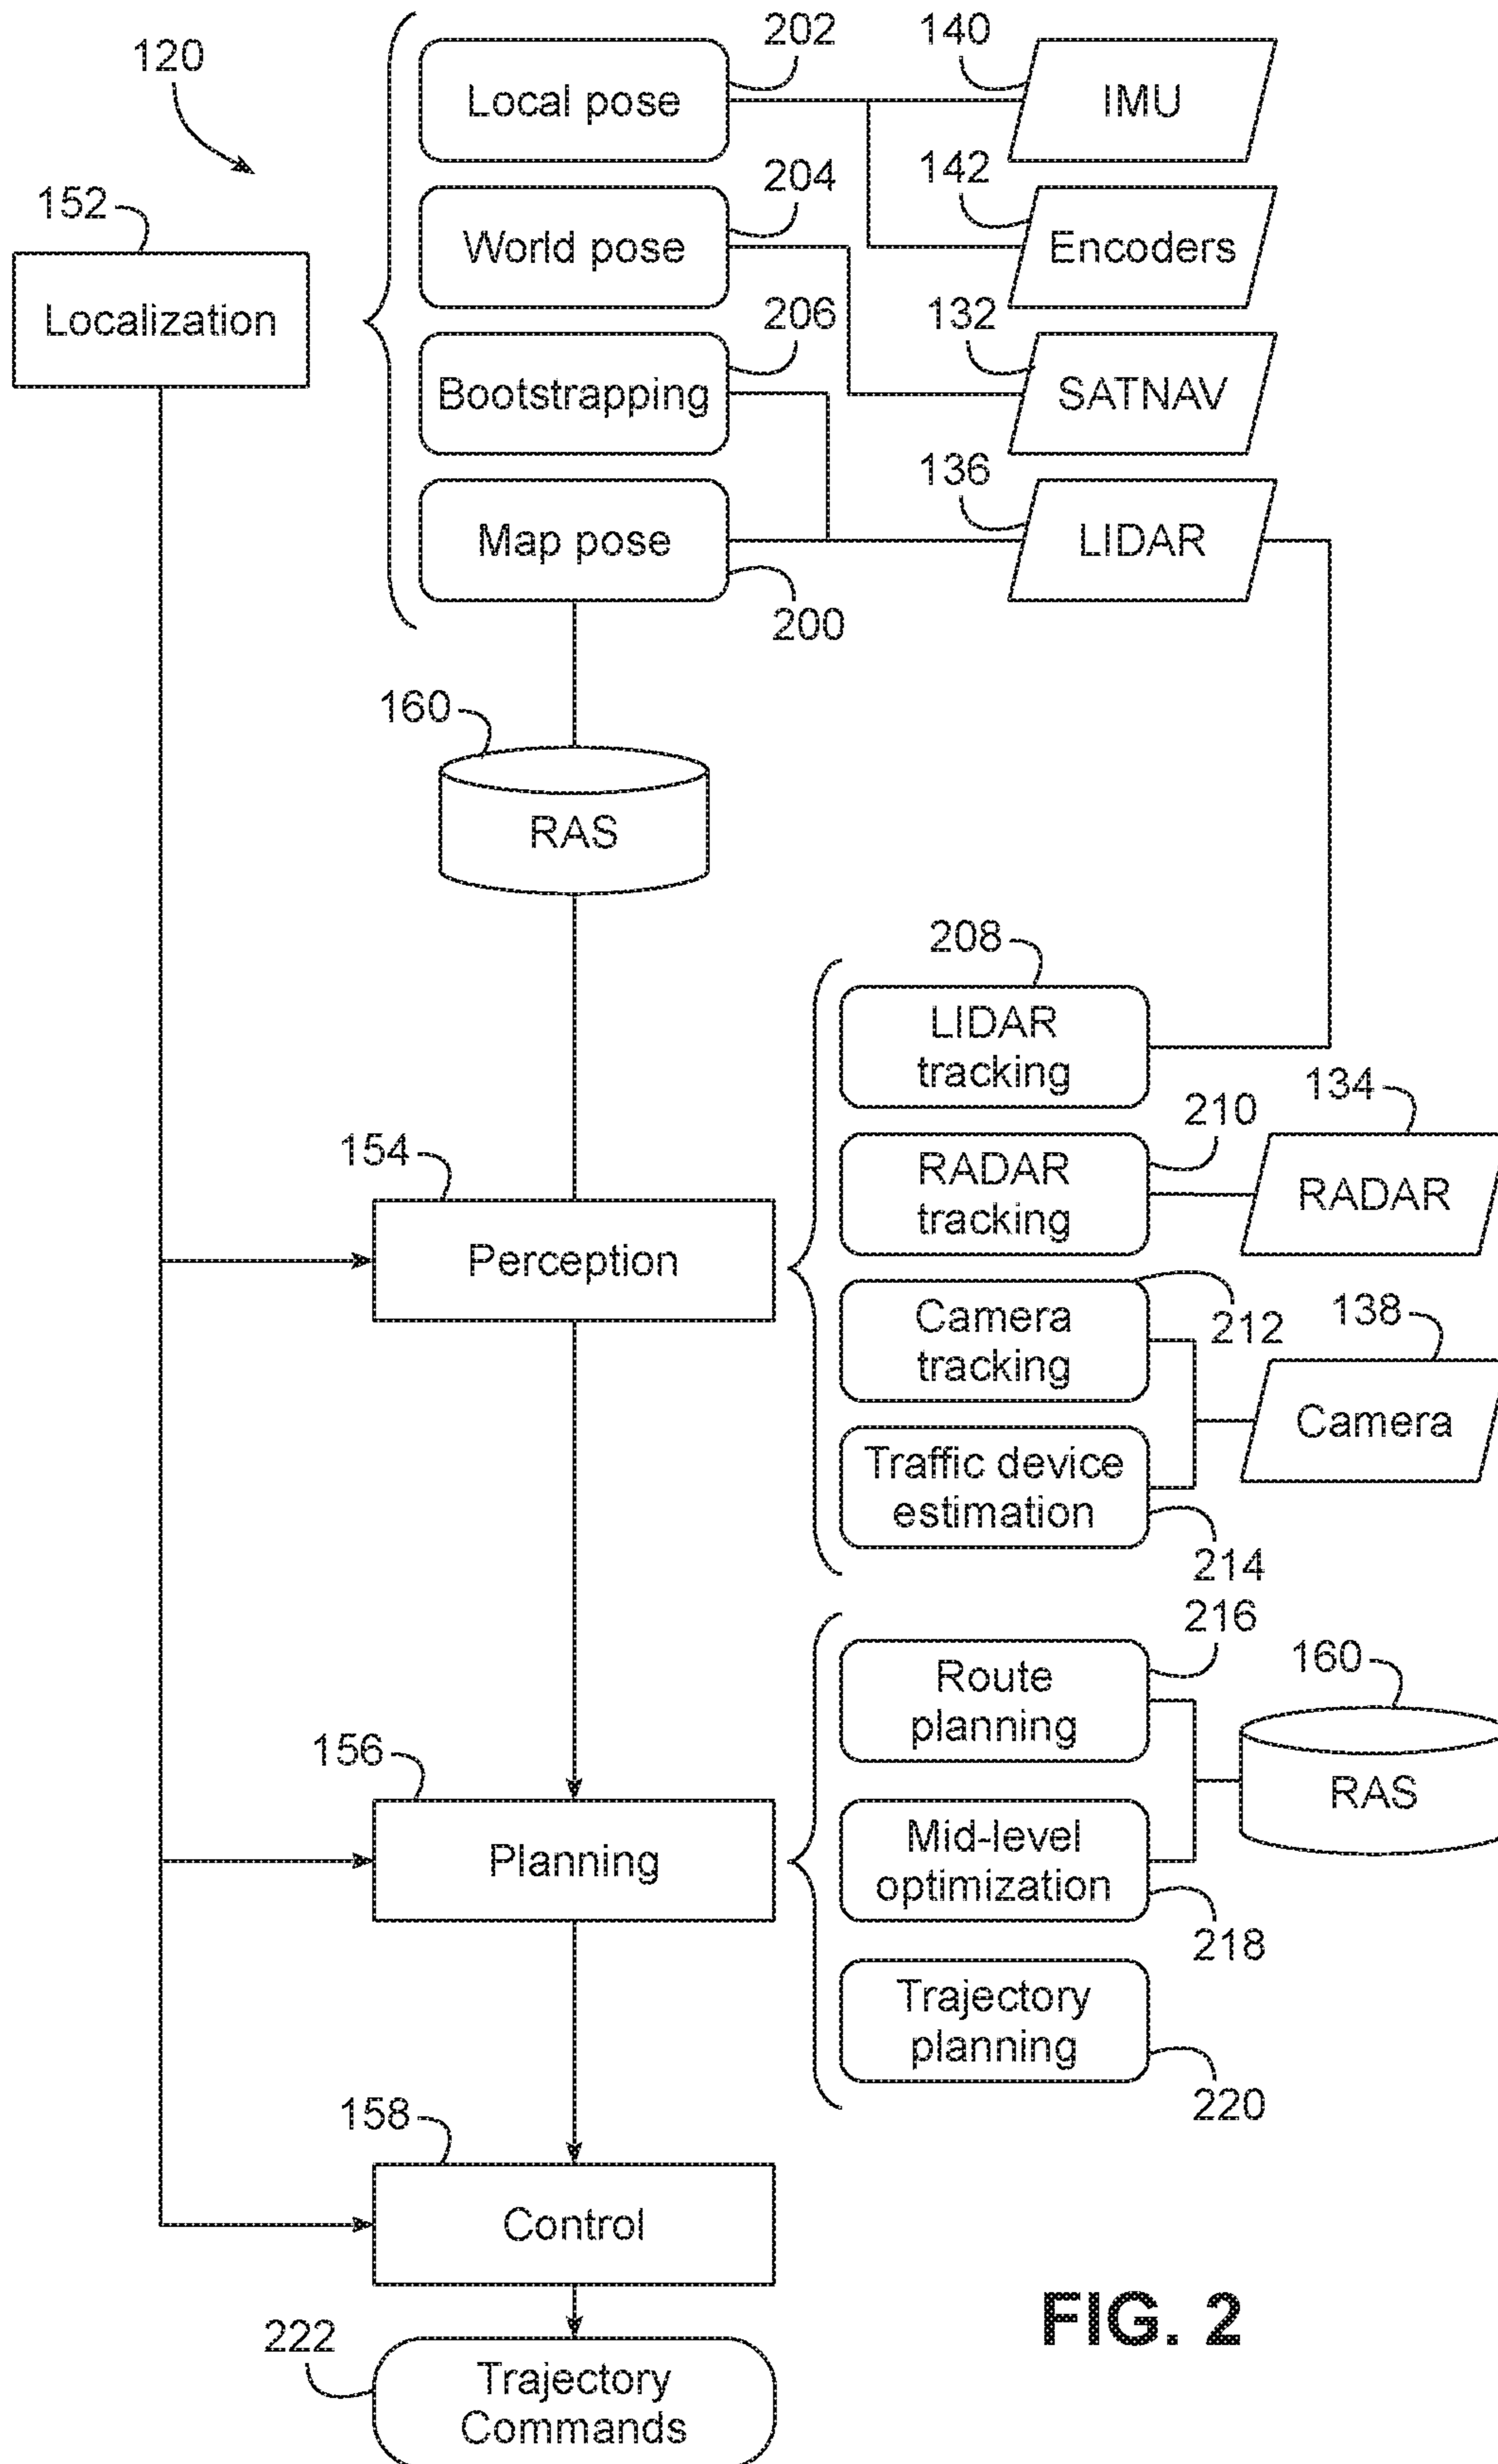 202
140
120
Local pose
IMU
204
142
152
World pose
Encoders
Localization
206
132
Bootstrapping
SATNAV
136
Map pose
LIDAR
200
160
RAS
208
LIDAR
tracking
134
210
154
RADAR
tracking
RADAR
Perception
Camera
tracking
212
138
Camera
Traffic device
estimation
214
216
Route
planning
160
156
RAS
Planning
Mid-level
optimization
218
Trajectory
planning
220
158
Control
FIG. 2
222
Trajectory
Commands